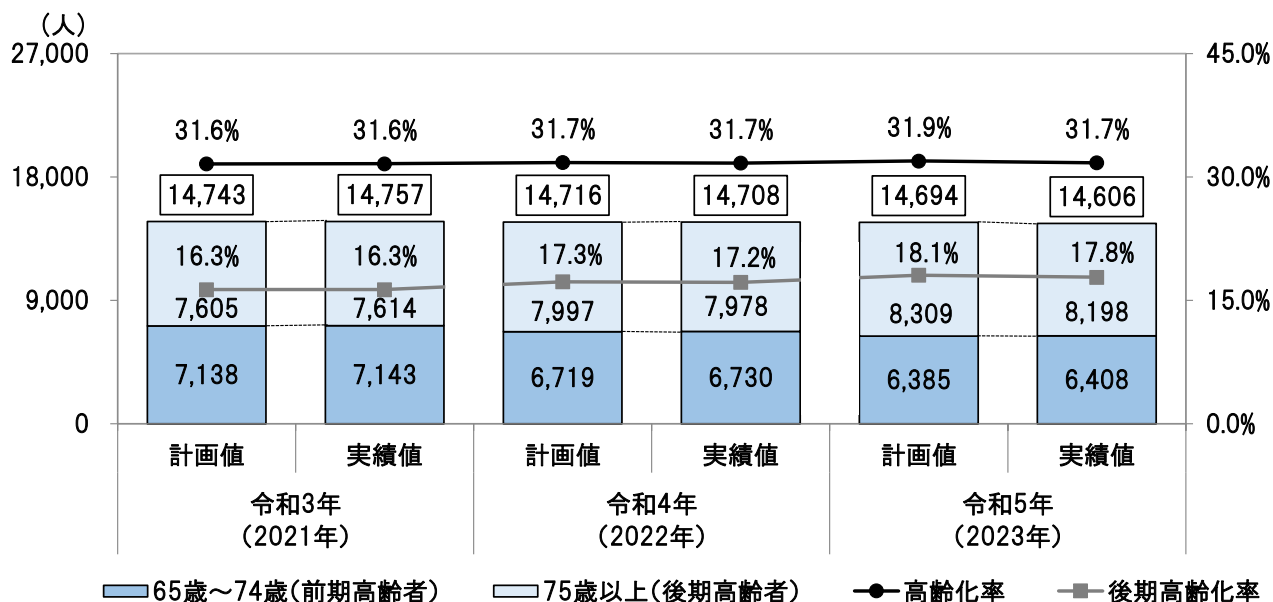 (人)
27,000 45.0%
31.6% 31.6% 31.7% 31.7% 31.9% 31.7%
18,000 30.0%
14,743 14,757 14,716 14,708 14,694 14,606
16.3% 16.3% 17.3% 17.2% 18.1% 17.8%
9,000 15.0%
7,605 7,614 7,997 7,978 8,309 8,198
7,138 7,143 6,719 6,730 6,385 6,408
0 0.0%
計画値 実績値 計画値 実績値 計画値 実績値
令和3年 令和4年 令和5年
(2021年) (2022年) (2023年)
65歳～74歳(前期高齢者) 75歳以上(後期高齢者) 高齢化率 後期高齢化率